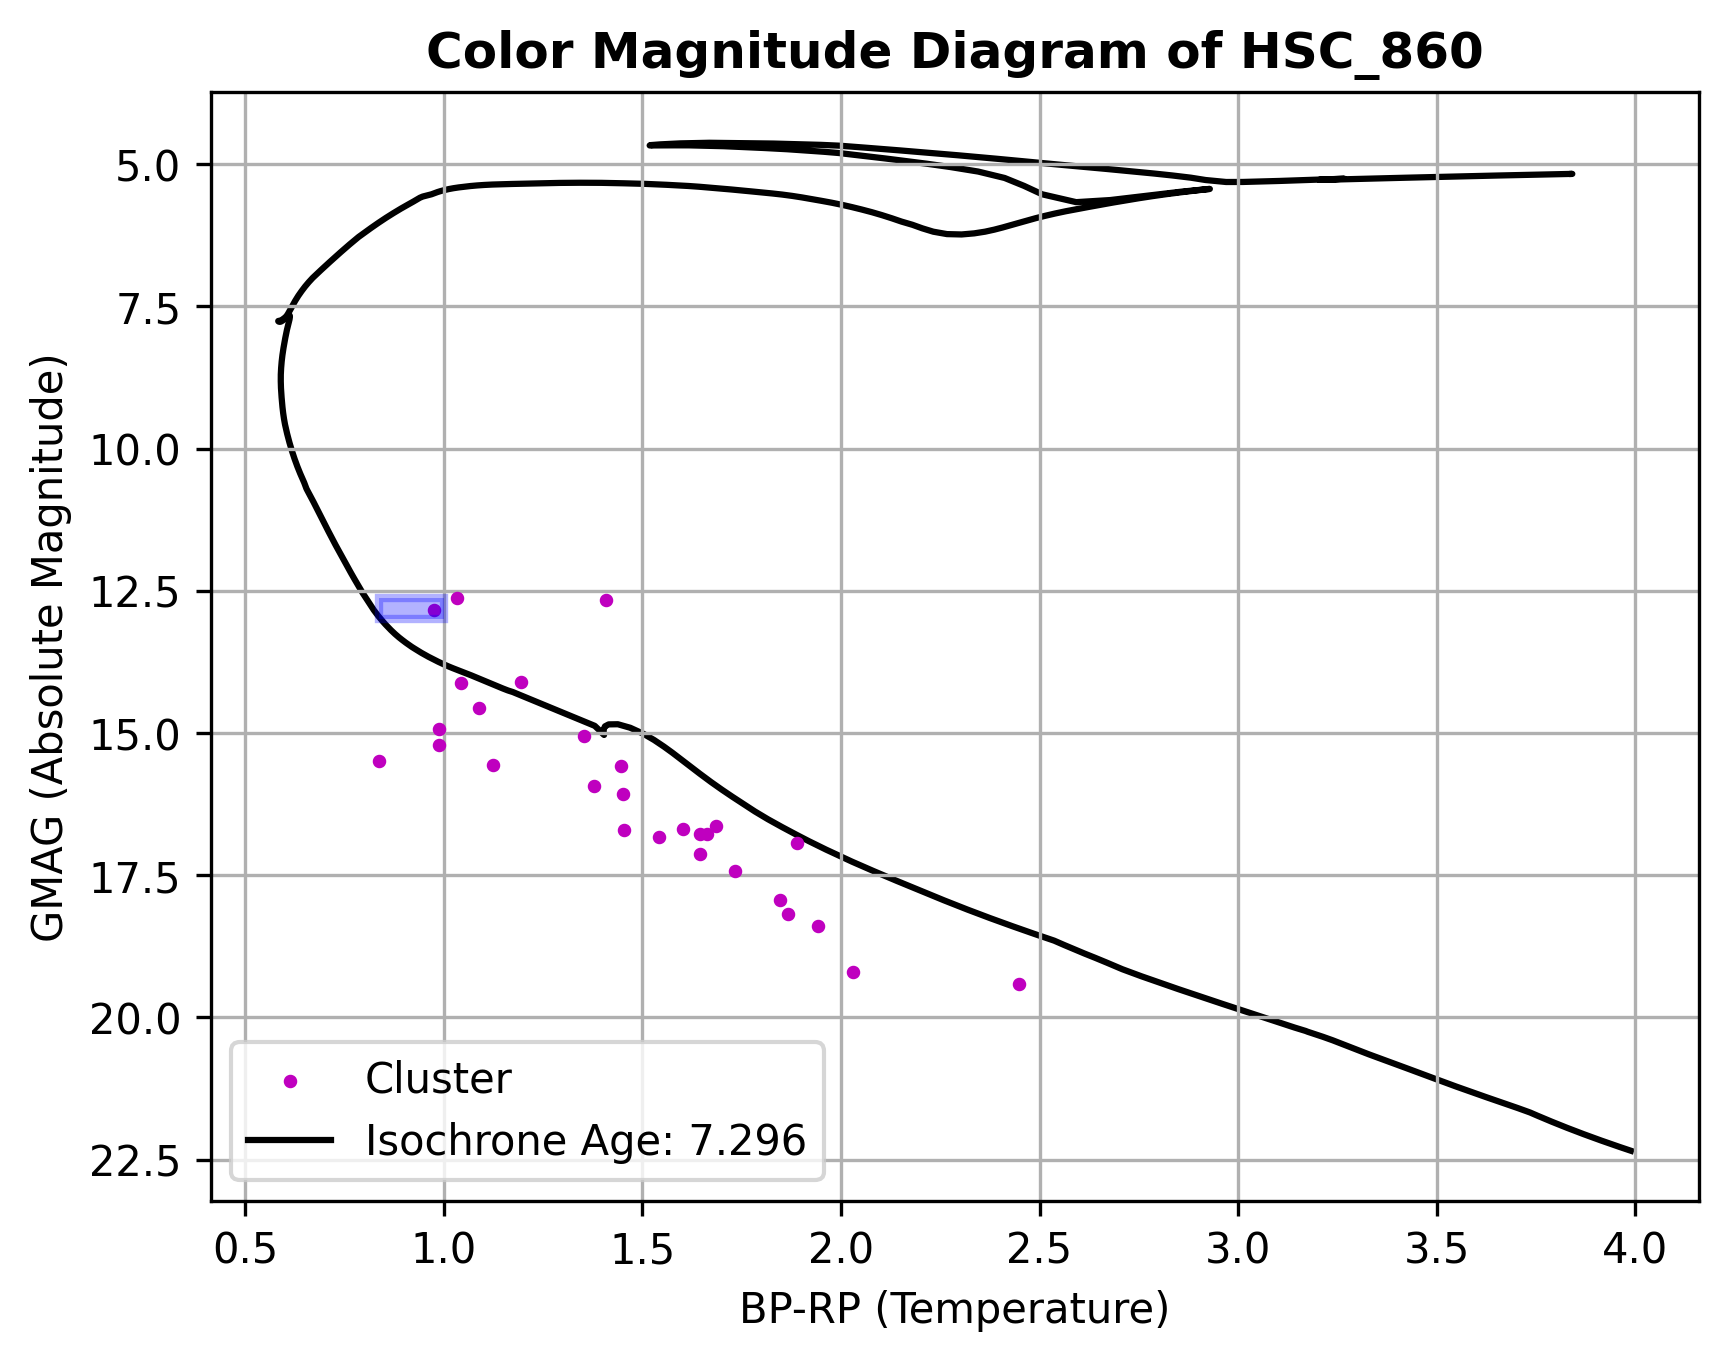 Color Magnitude Diagram of HSC_860
GMAG (Absolute Magnitude)
5.0
7.5
10.0
12.5
15.0
17.5
20.0
22.5
Cluster
Isochrone Age: 7.296
0.5 1.0 1.5 2.0 2.5 3.0 3.5 4.0
BP-RP (Temperature)